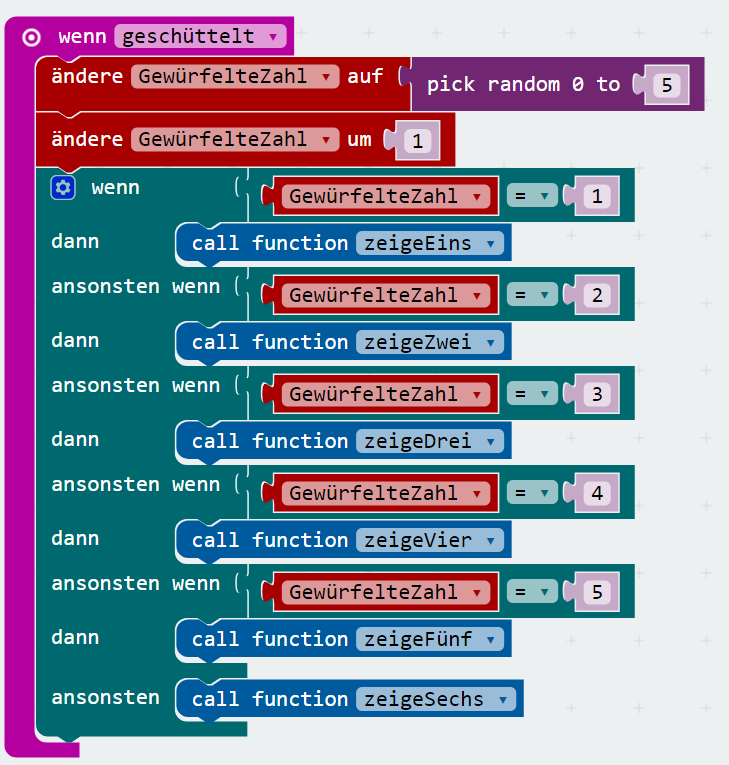 wenn geschüttelt
ändere GewürfelteZahl auf pick random 0 to 5
ändere GewürfelteZahl um 1
wenn GewürfelteZahl = 1
dann call function zeigeEins
ansonsten wenn GewürfelteZahl = 2
dann call function zeigeZwei
ansonsten wenn GewürfelteZahl = 3
dann call function zeigeDrei
ansonsten wenn GewürfelteZahl = 4
dann call function zeigeVier
ansonsten wenn GewürfelteZahl = 5
dann call function zeigeFünf
ansonsten call function zeigeSechs